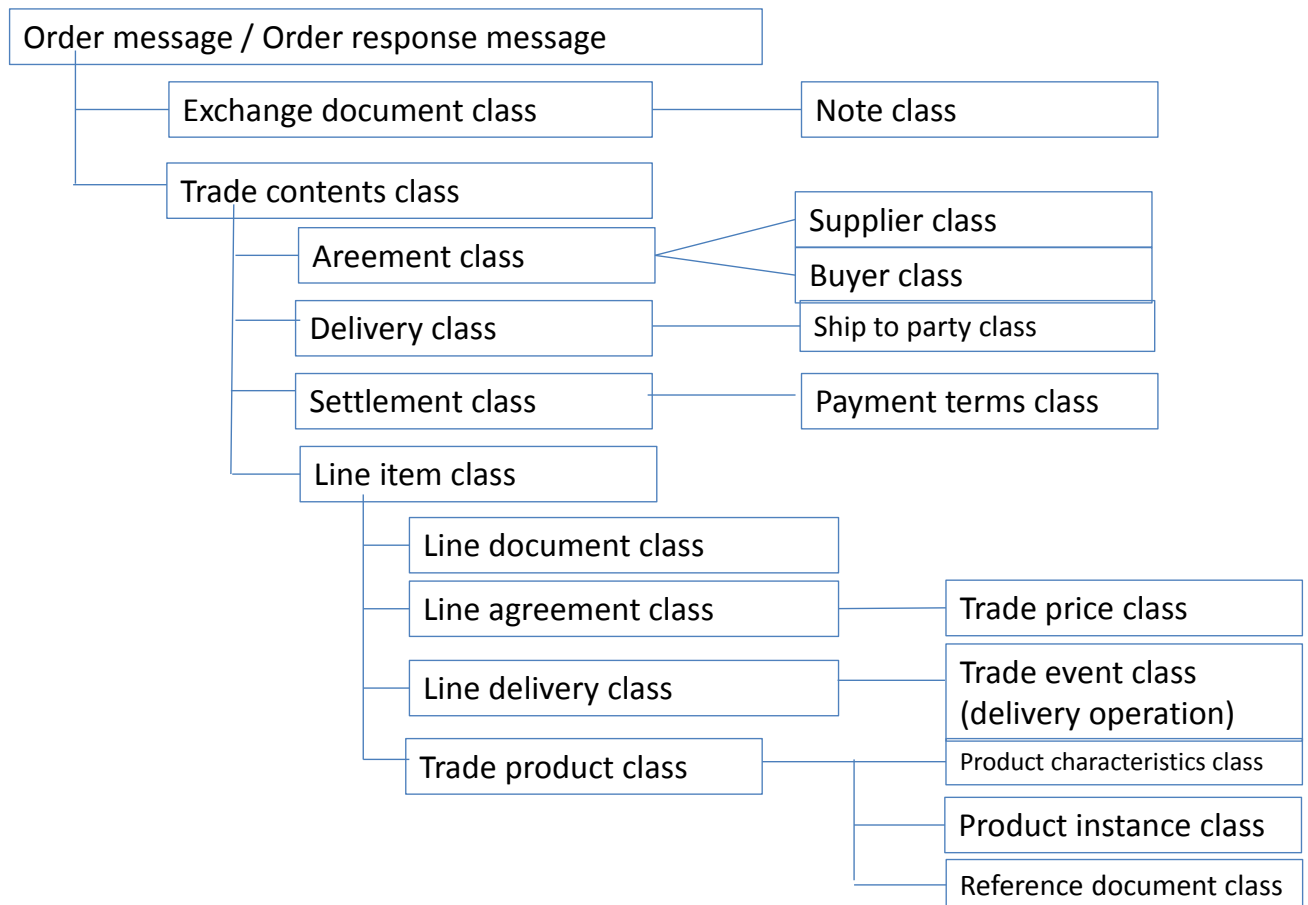 Order message / Order response message
Exchange document class
Note class
Trade contents class
Supplier class
Areement class
Buyer class
Delivery class
Ship to party class
Settlement class
Payment terms class
Line item class
Line document class
Line agreement class
Trade price class
Line delivery class
Trade event class
(delivery operation)
Trade product class
Product characteristics class
Product instance class
Reference document class